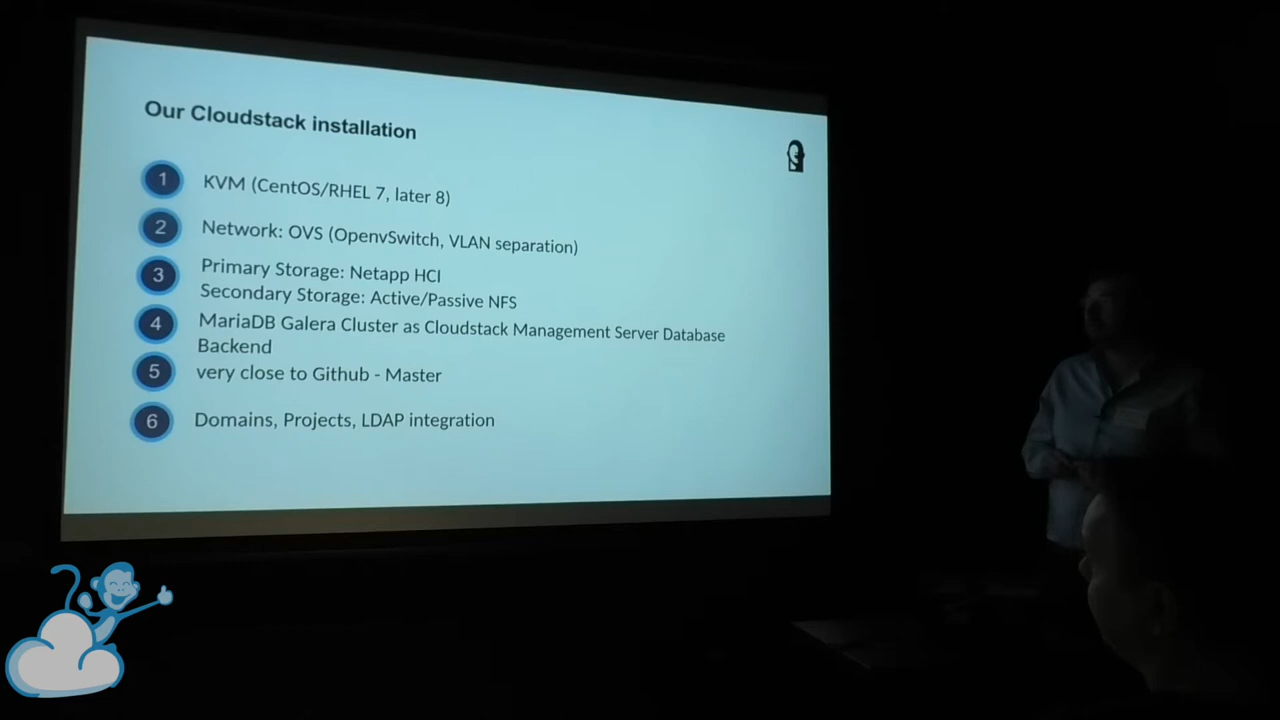 Our Cloudstack installation
1 KVM (CentOS/RHEL 7, later 8)
2 Network: OVS (OpenvSwitch, VLAN separation)
3 Primary Storage: Netapp HCI
Secondary Storage: Active/Passive NFS
4 MariaDB Galera Cluster as Cloudstack Management Server Database
Backend
5 very close to Github - Master
6 Domains, Projects, LDAP integration